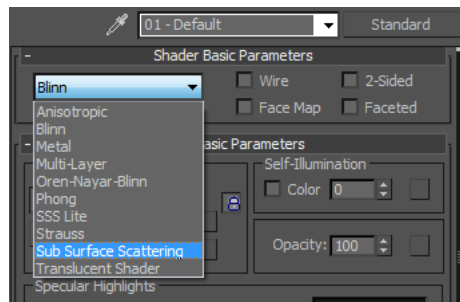 01 - Default
Standard
- Shader Basic Parameters
Blinn
Wire
2-Sided
Face Map
Faceted
Anisotropic
Blinn
Metal
Multi-Layer
Oren-Nayar-Blinn
Phong
SSS Lite
Strauss
Sub Surface Scattering
Translucent Shader
- asic Parameters
Self-Illumination
Color 0
Opacity: 100
Specular Highlights